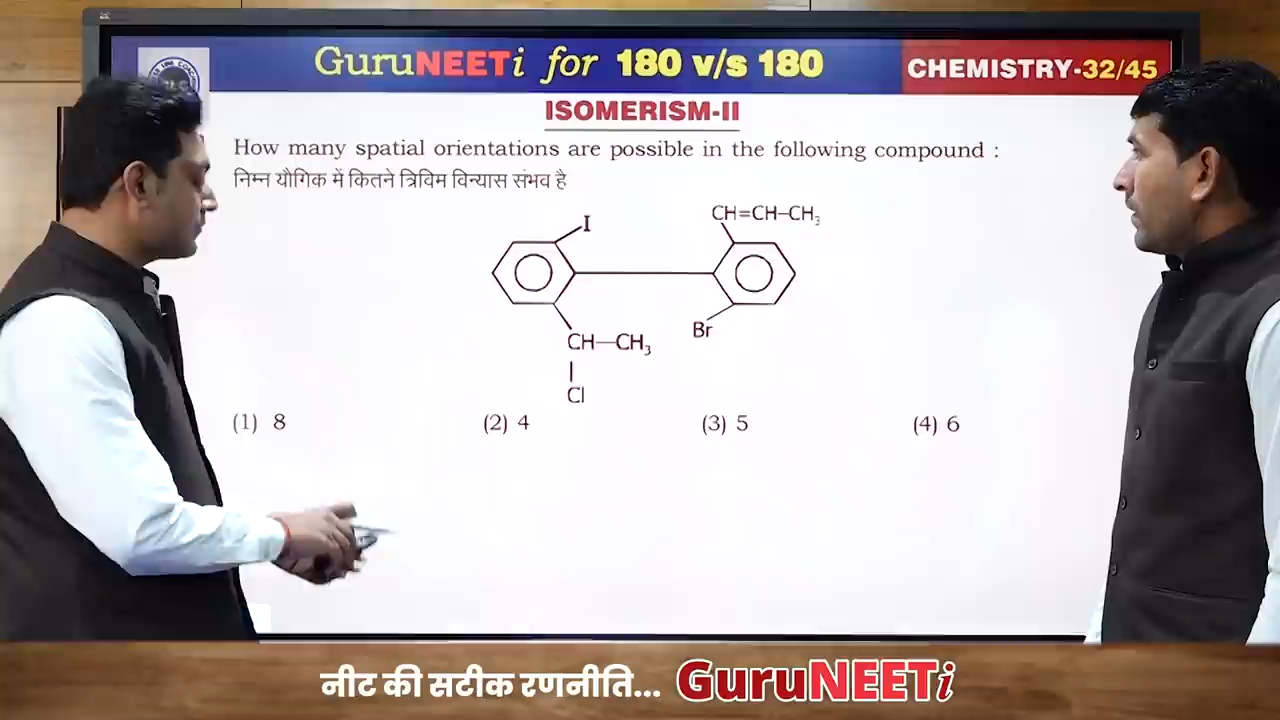 GuruNEETi for 180 v/s 180
CHEMISTRY-32/45
ISOMERISM-II
How many spatial orientations are possible in the following compound :
निम्न यौगिक में कितने त्रिविम विन्यास संभव है
I
CH=CH–CH₃
Br
CH—CH₃
Cl
(1) 8 (2) 4 (3) 5 (4) 6
नीट की सटीक रणनीति... GuruNEETi